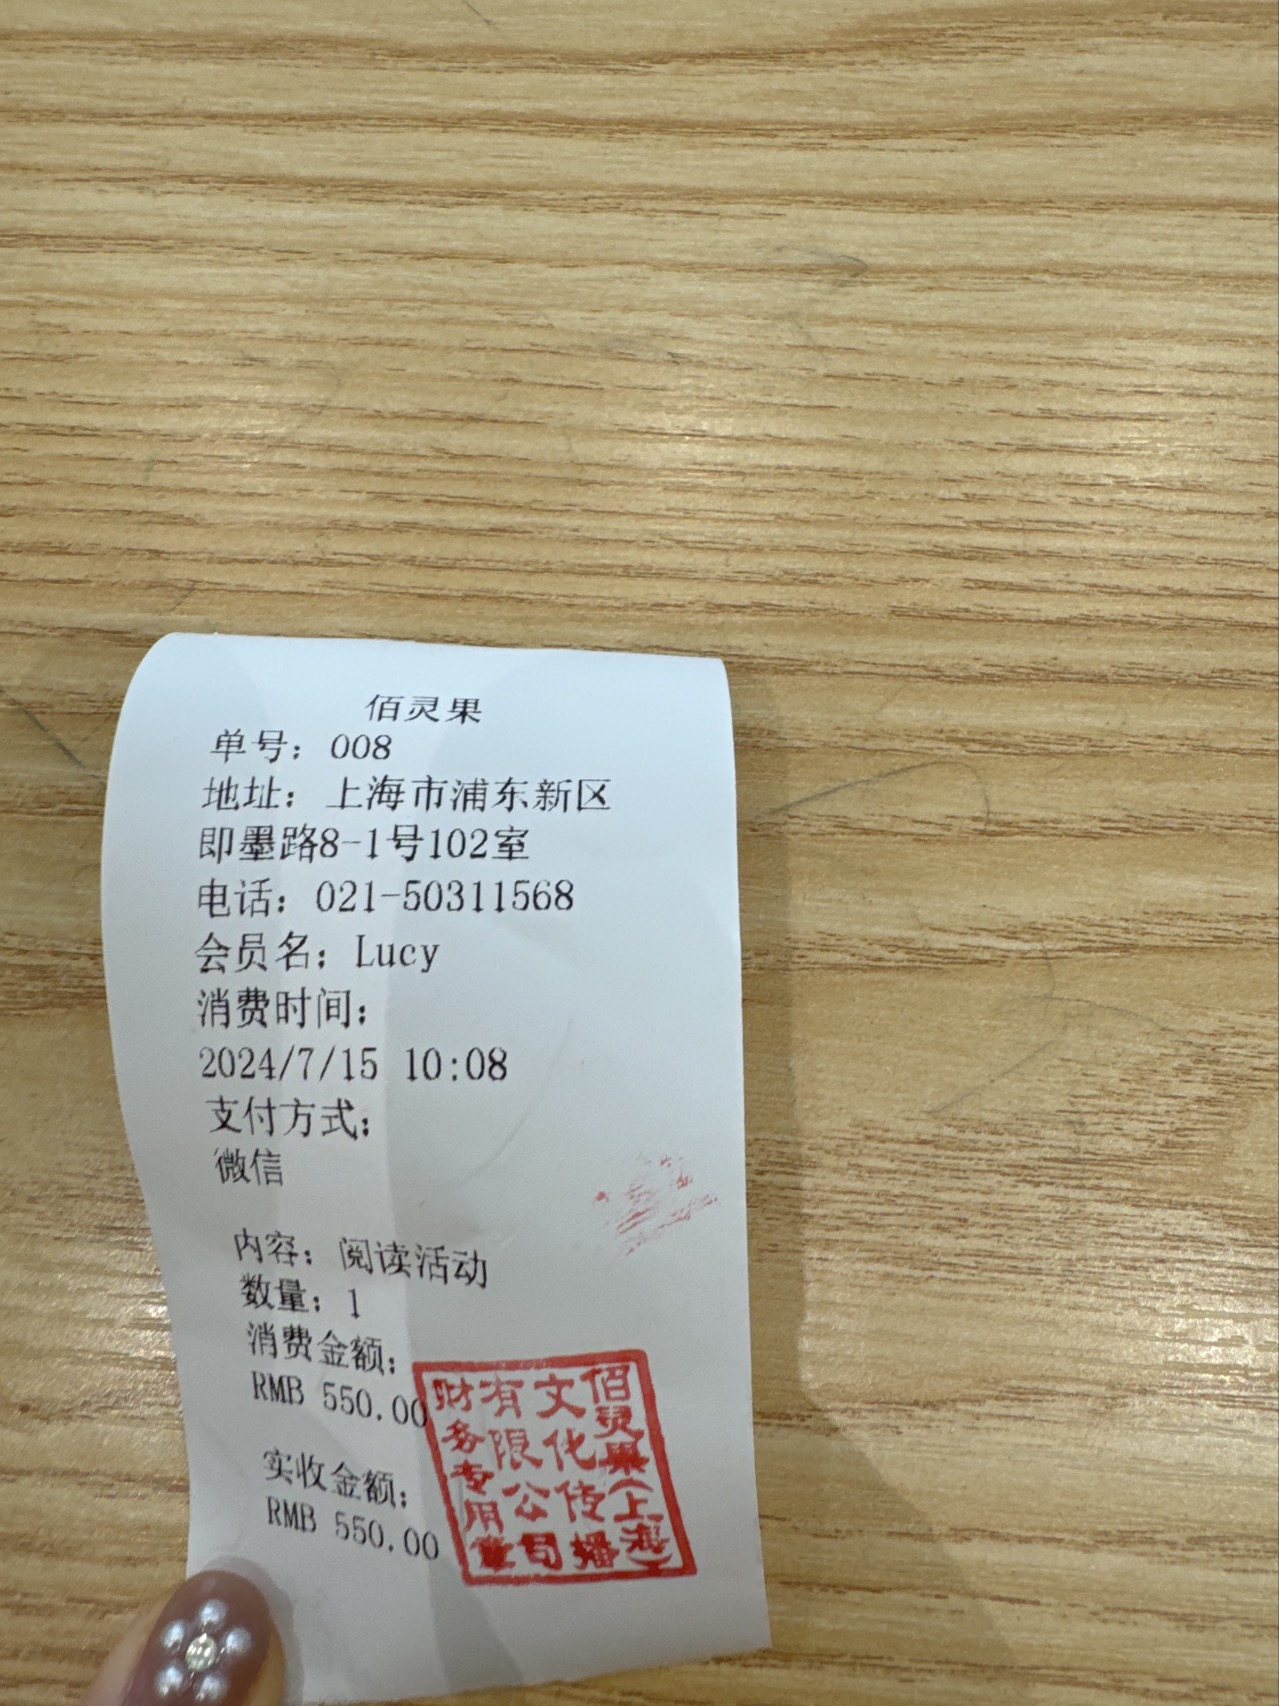 佰灵果
单号：008
地址：上海市浦东新区
即墨路8-1号102室
电话：021-50311568
会员名：Lucy
消费时间：
2024/7/15 10:08
支付方式：
微信
内容：阅读活动
数量：1
消费金额：
RMB 550.00
实收金额：
RMB 550.00
佰灵果（上海）
文化传播
有限公司
财务专用章